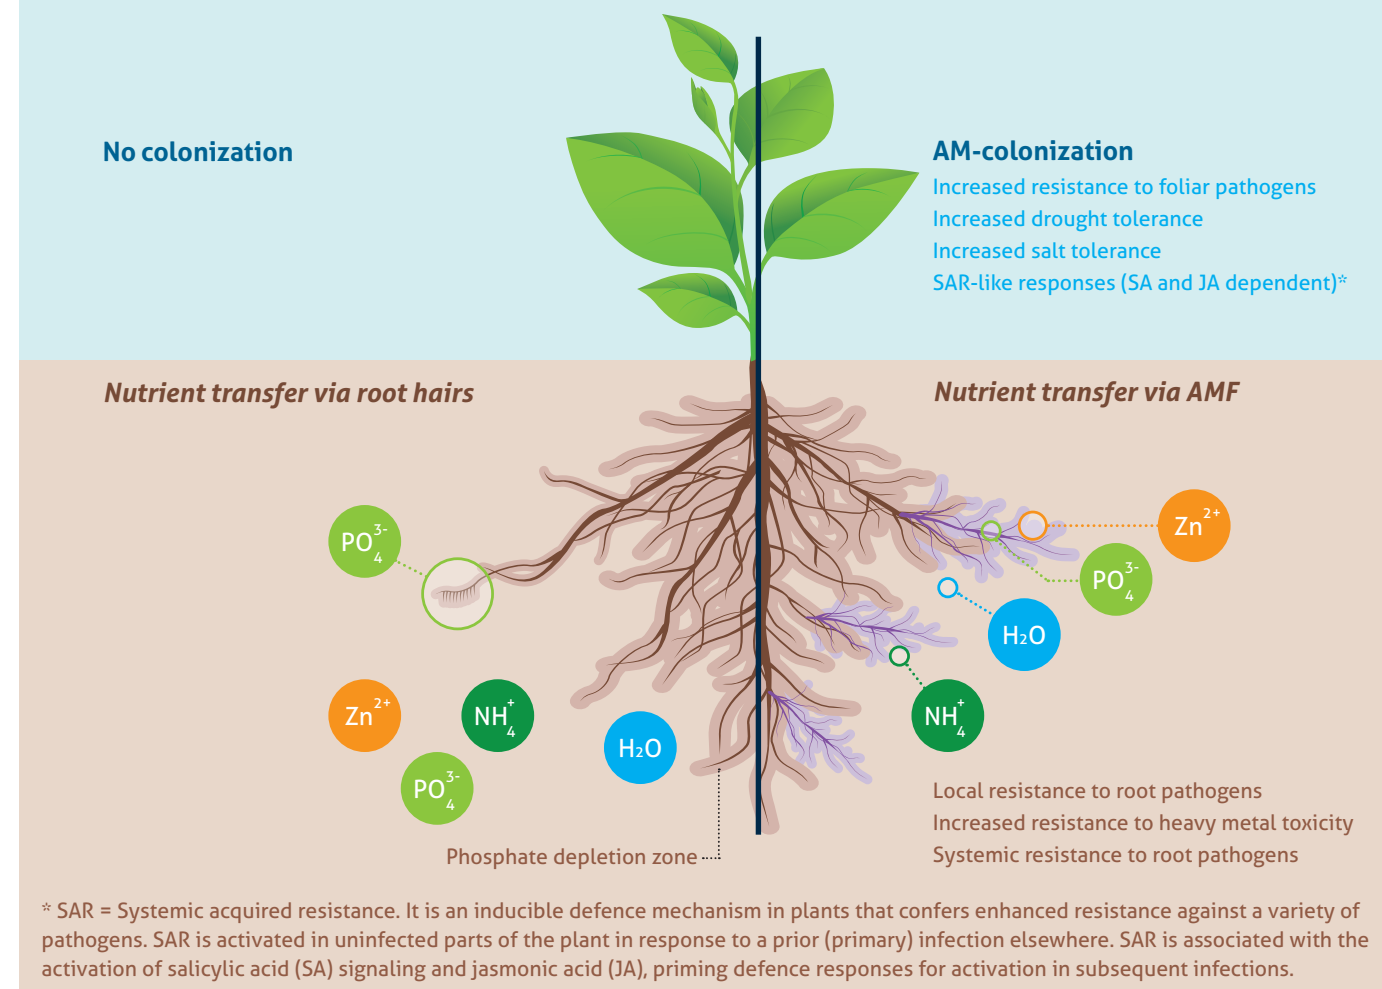 No colonization
AM-colonization
Increased resistance to foliar pathogens
Increased drought tolerance
Increased salt tolerance
SAR-like responses (SA and JA dependent)*
Nutrient transfer via root hairs
Nutrient transfer via AMF
PO₄³⁻
Zn²⁺
PO₄³⁻
H₂O
Zn²⁺
NH₄⁺
H₂O
NH₄⁺
PO₄³⁻
Phosphate depletion zone
Local resistance to root pathogens
Increased resistance to heavy metal toxicity
Systemic resistance to root pathogens
* SAR = Systemic acquired resistance. It is an inducible defence mechanism in plants that confers enhanced resistance against a variety of
pathogens. SAR is activated in uninfected parts of the plant in response to a prior (primary) infection elsewhere. SAR is associated with the
activation of salicylic acid (SA) signaling and jasmonic acid (JA), priming defence responses for activation in subsequent infections.